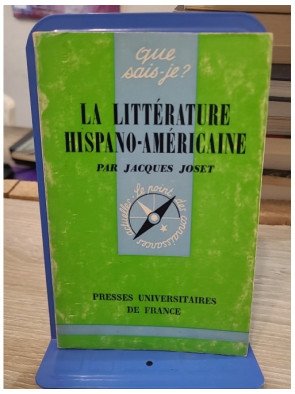 que
sais-je?
LA LITTÉRATURE
HISPANO-AMÉRICAINE
PAR JACQUES JOSET
Le point des connaissances actuelles
PRESSES UNIVERSITAIRES
DE FRANCE